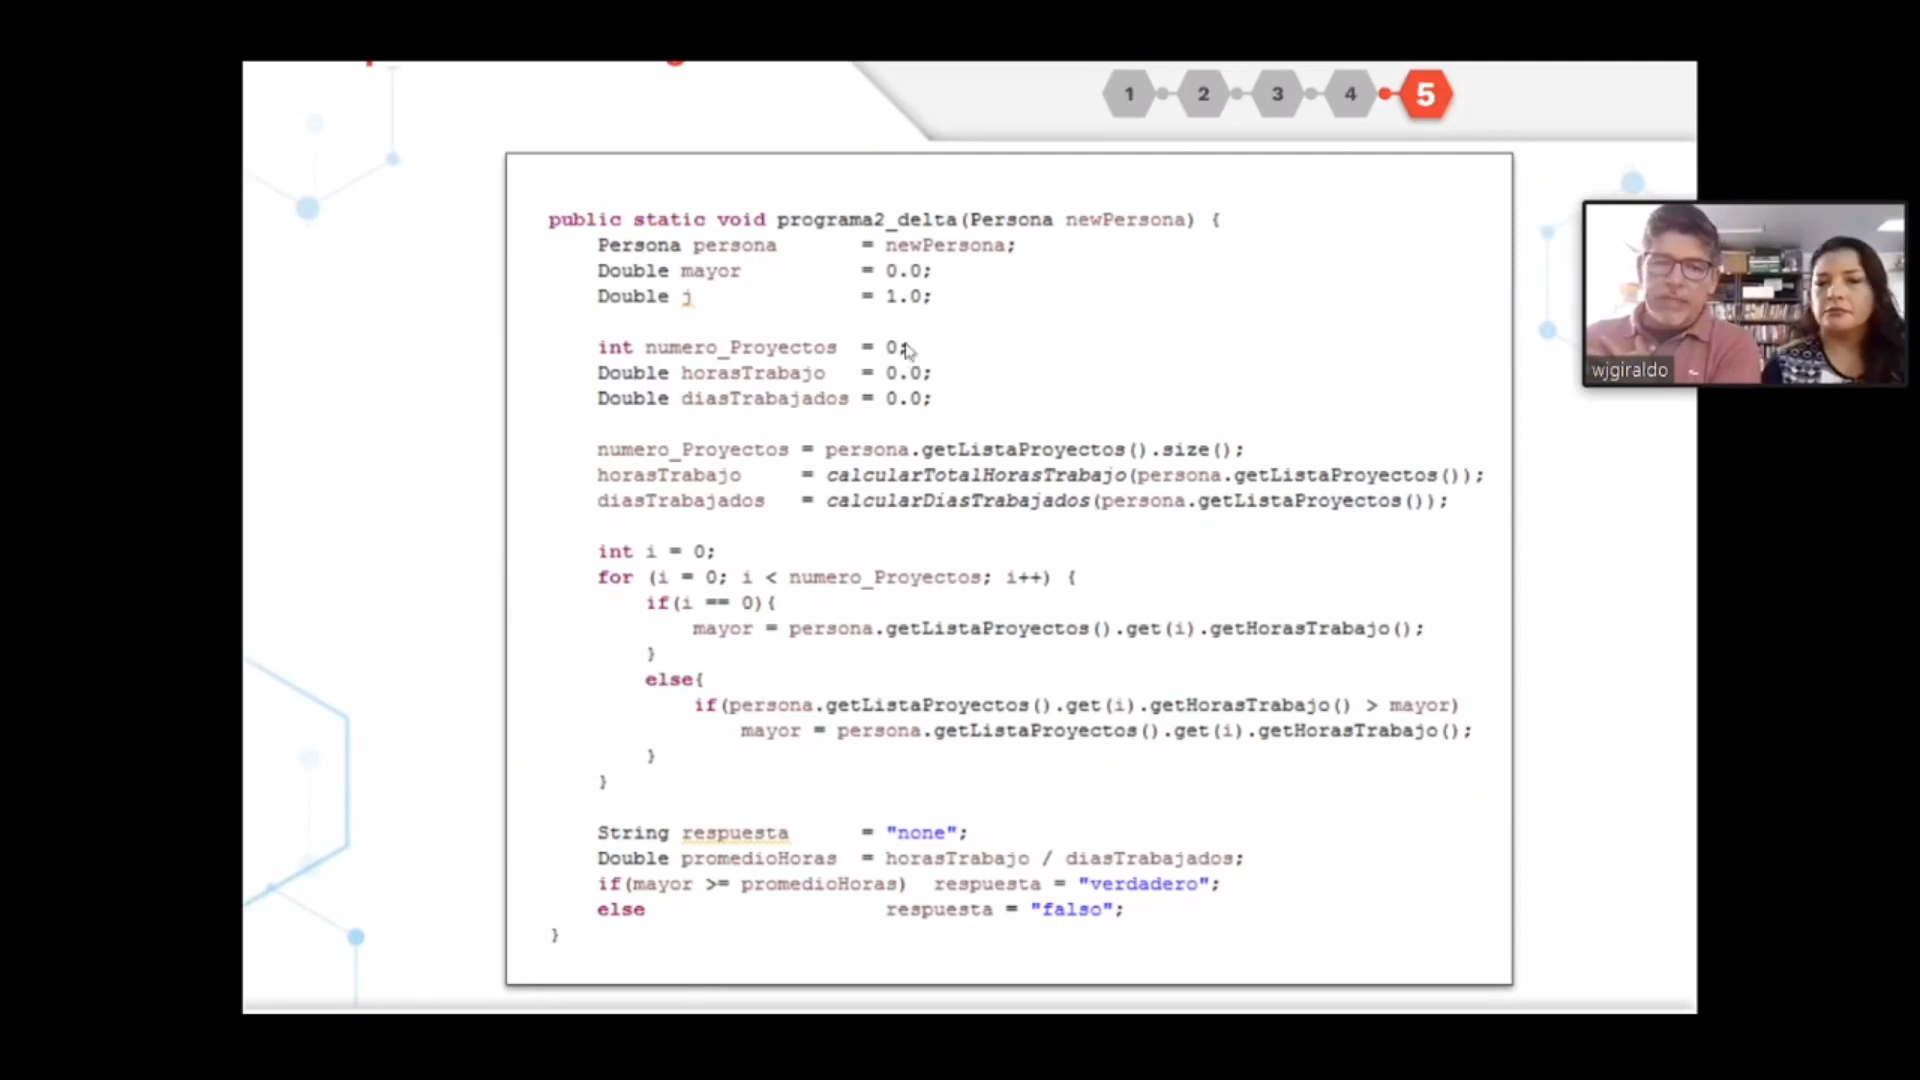 1 2 3 4 5
public static void programa2_delta(Persona newPersona) {
Persona persona = newPersona;
Double mayor = 0.0;
Double j = 1.0;
int numero_Proyectos = 0;
Double horasTrabajo = 0.0;
Double diasTrabajados = 0.0;
numero_Proyectos = persona.getListaProyectos().size();
horasTrabajo = calcularTotalHorasTrabajo(persona.getListaProyectos());
diasTrabajados = calcularDiasTrabajados(persona.getListaProyectos());
int i = 0;
for (i = 0; i < numero_Proyectos; i++) {
if(i == 0){
mayor = persona.getListaProyectos().get(i).getHorasTrabajo();
}
else{
if(persona.getListaProyectos().get(i).getHorasTrabajo() > mayor)
mayor = persona.getListaProyectos().get(i).getHorasTrabajo();
}
}
String respuesta = "none";
Double promedioHoras = horasTrabajo / diasTrabajados;
if(mayor >= promedioHoras) respuesta = "verdadero";
else respuesta = "falso";
}
wjgiraldo